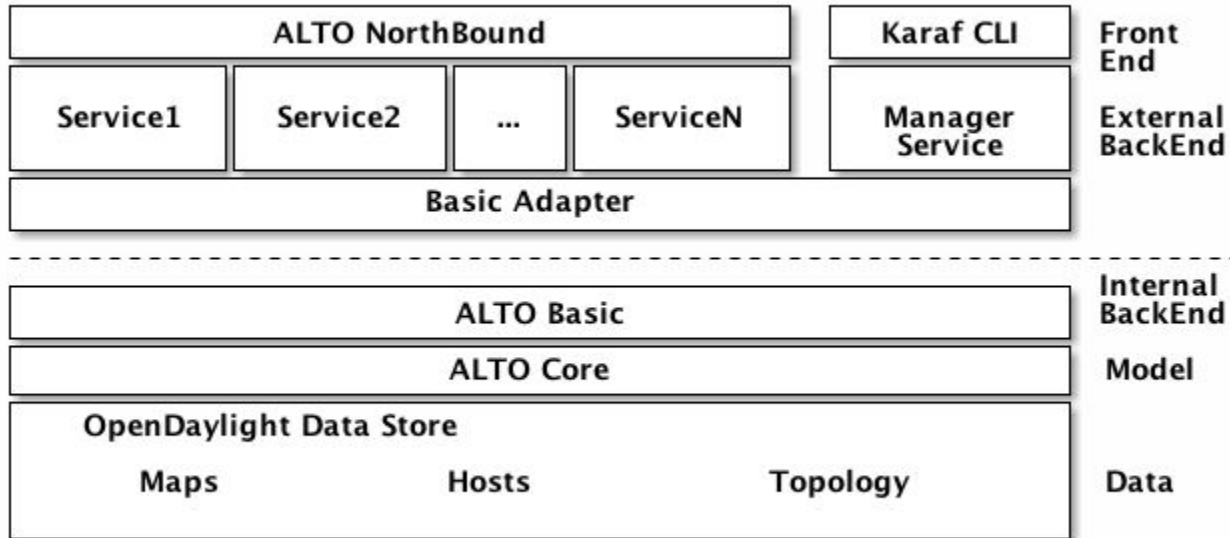 ALTO NorthBound
Karaf CLI
Front
End
Service1
Service2
...
ServiceN
Manager
Service
External
BackEnd
Basic Adapter
Internal
BackEnd
ALTO Basic
ALTO Core
Model
OpenDaylight Data Store
Maps
Hosts
Topology
Data